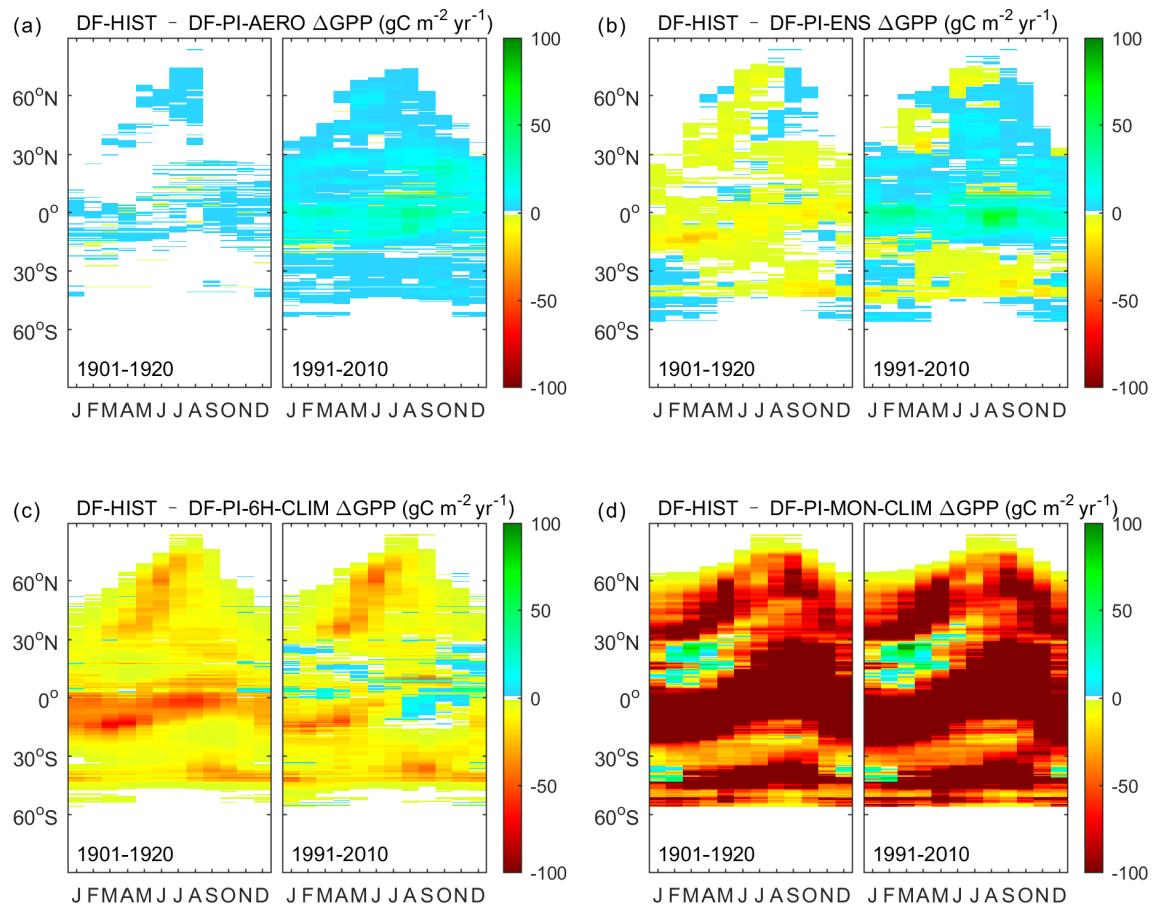 (a) DF-HIST − DF-PI-AERO ΔGPP (gC m⁻² yr⁻¹)
100
60°N
50
30°N
0°
0
30°S
-50
60°S
1901-1920 1991-2010
-100
J F M A M J J A S O N D J F M A M J J A S O N D
(b) DF-HIST − DF-PI-ENS ΔGPP (gC m⁻² yr⁻¹)
100
60°N
50
30°N
0°
0
30°S
-50
60°S
1901-1920 1991-2010
-100
J F M A M J J A S O N D J F M A M J J A S O N D
(c) DF-HIST − DF-PI-6H-CLIM ΔGPP (gC m⁻² yr⁻¹)
100
60°N
50
30°N
0°
0
30°S
-50
60°S
1901-1920 1991-2010
-100
J F M A M J J A S O N D J F M A M J J A S O N D
(d) DF-HIST − DF-PI-MON-CLIM ΔGPP (gC m⁻² yr⁻¹)
100
60°N
50
30°N
0°
0
30°S
-50
60°S
1901-1920 1991-2010
-100
J F M A M J J A S O N D J F M A M J J A S O N D